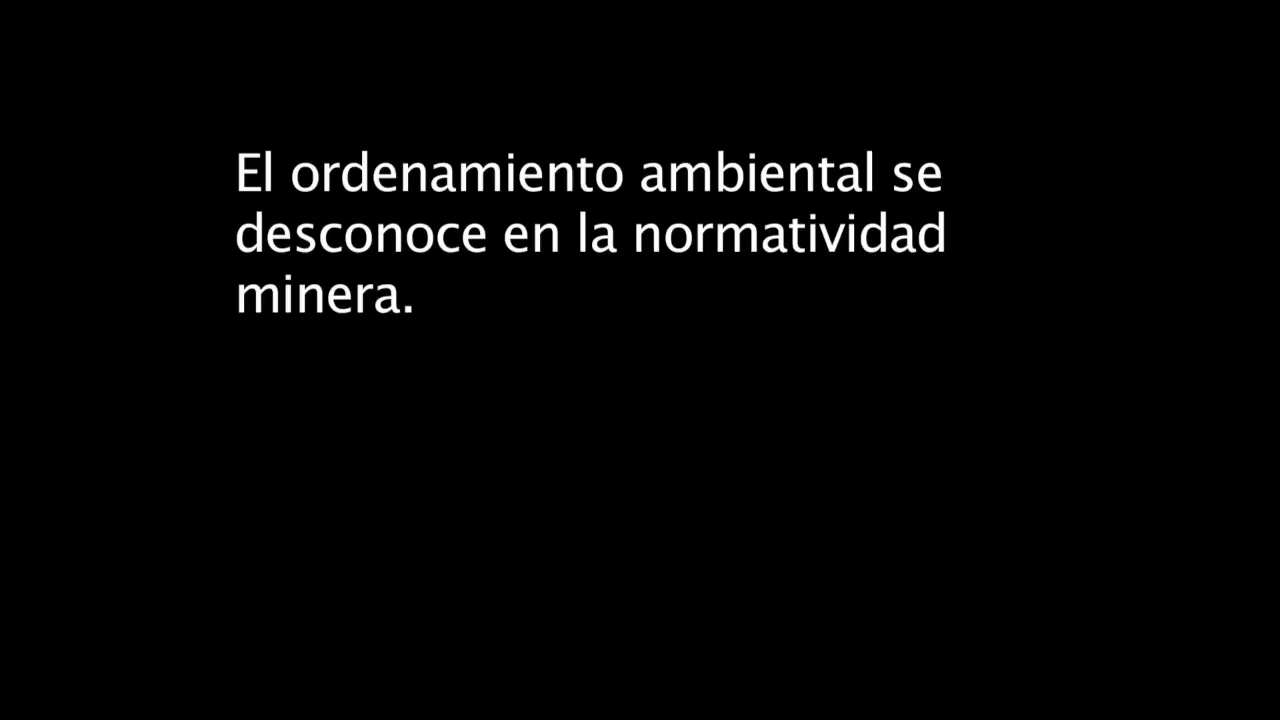 El ordenamiento ambiental se
desconoce en la normatividad
minera.